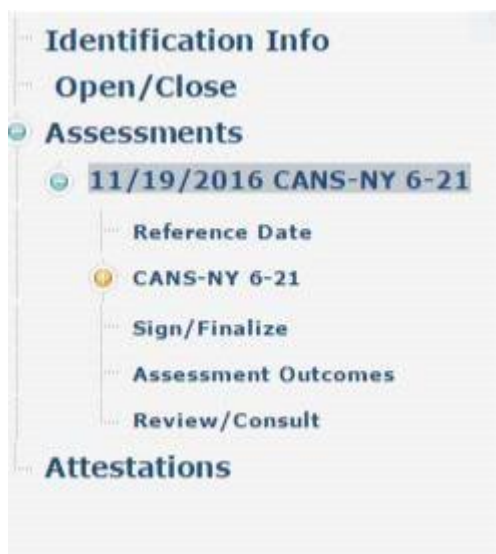 Identification Info
Open/Close
Assessments
11/19/2016 CANS-NY 6-21
Reference Date
CANS-NY 6-21
Sign/Finalize
Assessment Outcomes
Review/Consult
Attestations